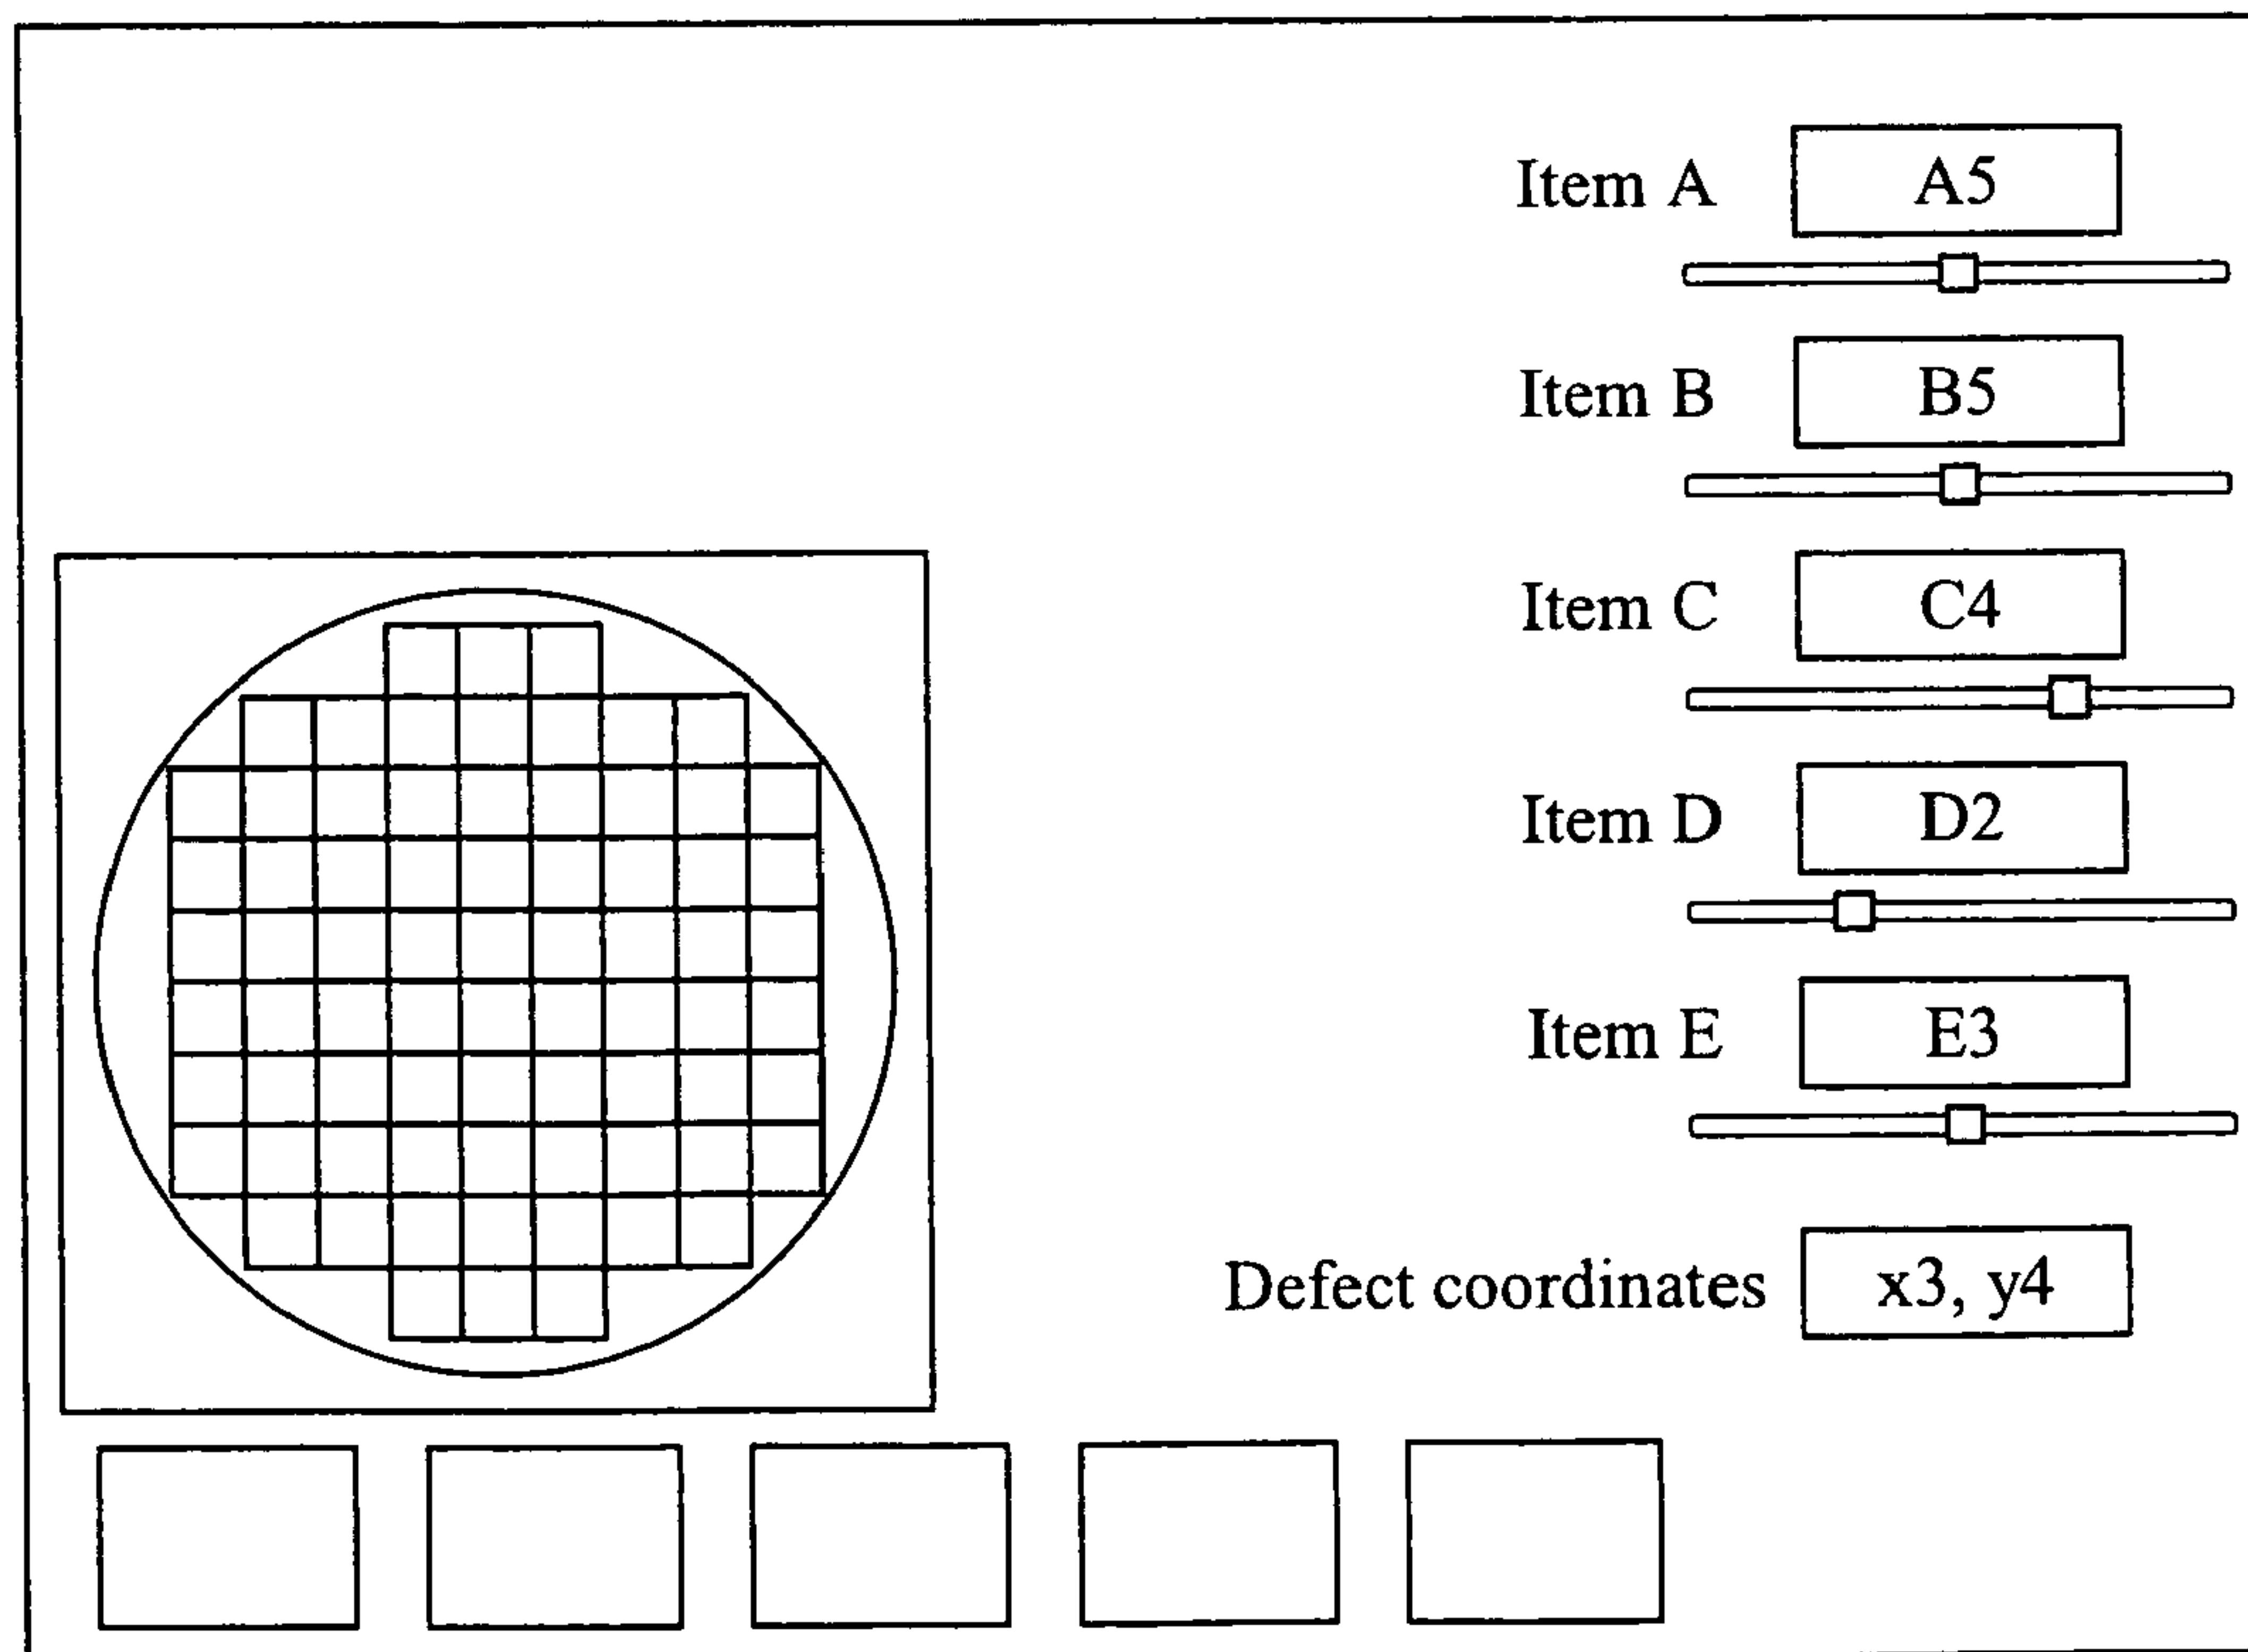 Item A A5
Item B B5
Item C C4
Item D D2
Item E E3
Defect coordinates x3, y4